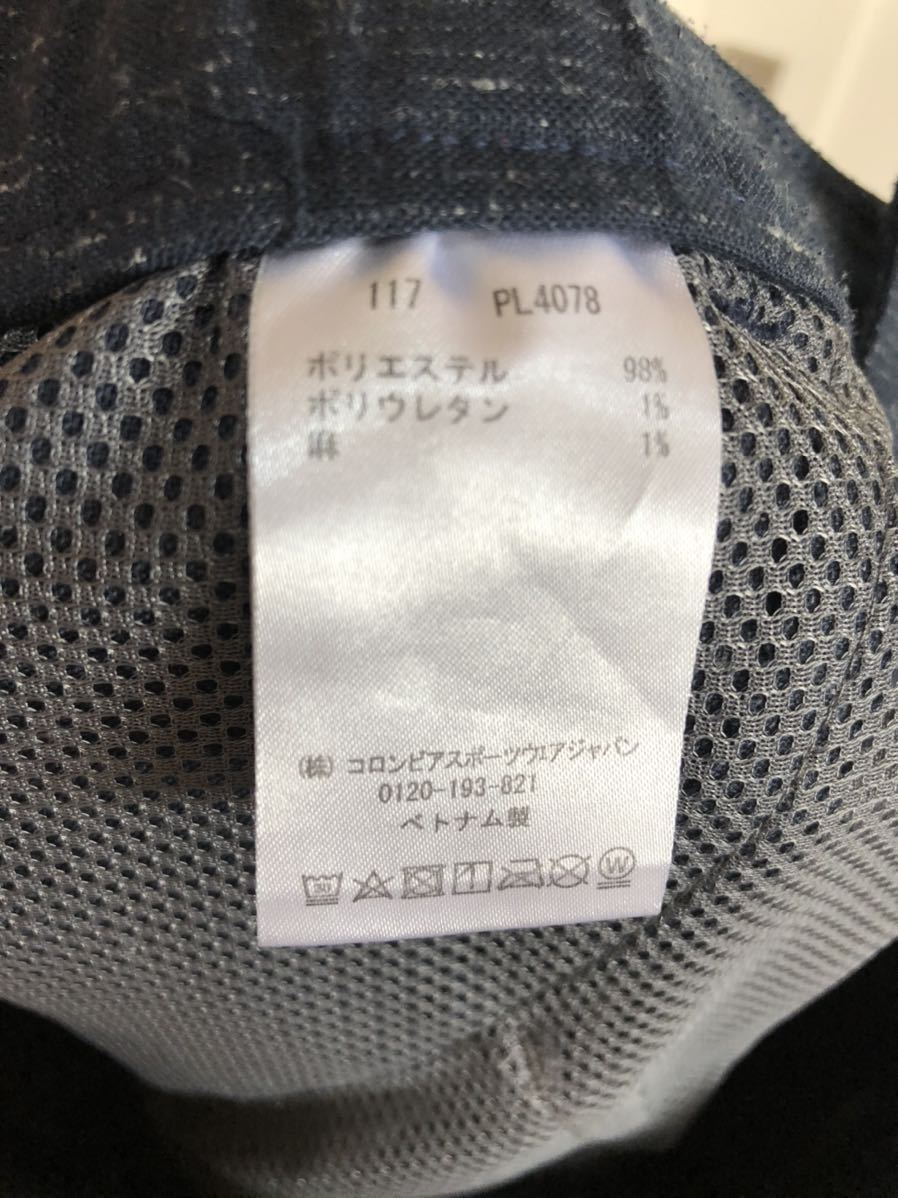 117 PL4078
ポリエステル 98%
ポリウレタン 1%
麻 1%
(株) コロンビアスポーツウエアジャパン
0120-193-821
ベトナム製